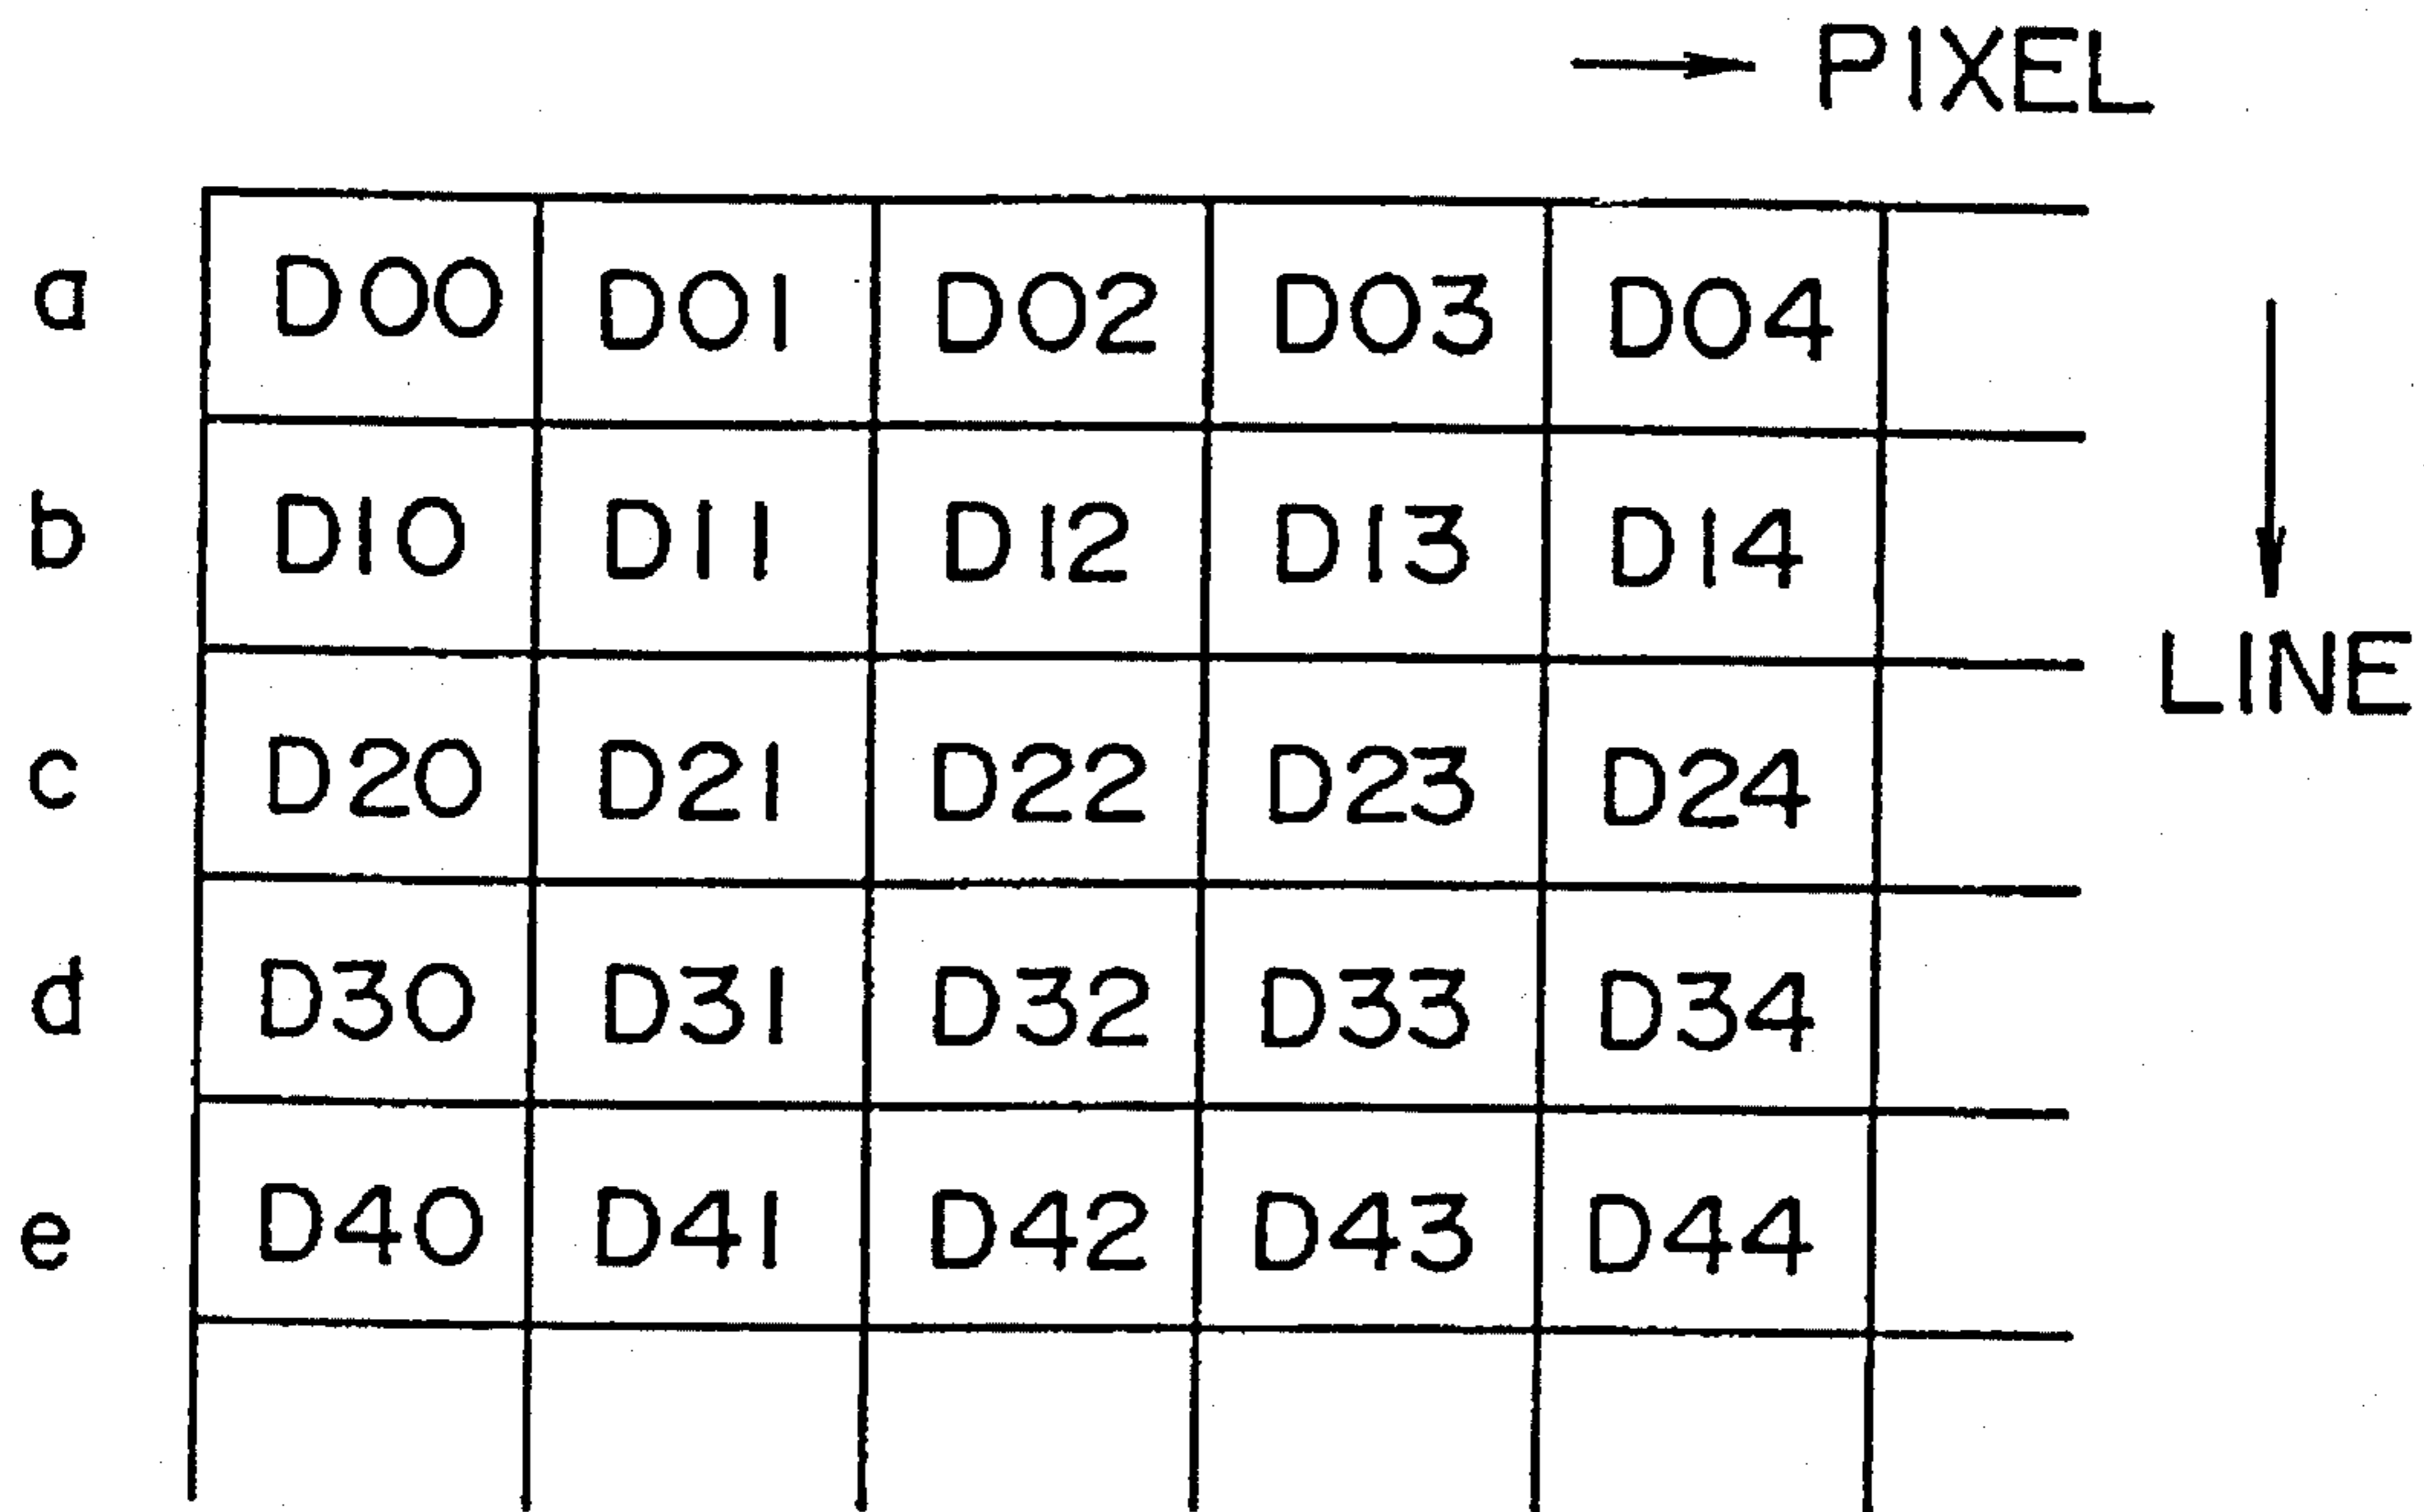 PIXEL
a D00 D01 D02 D03 D04
b D10 D11 D12 D13 D14
LINE
c D20 D21 D22 D23 D24
d D30 D31 D32 D33 D34
e D40 D41 D42 D43 D44